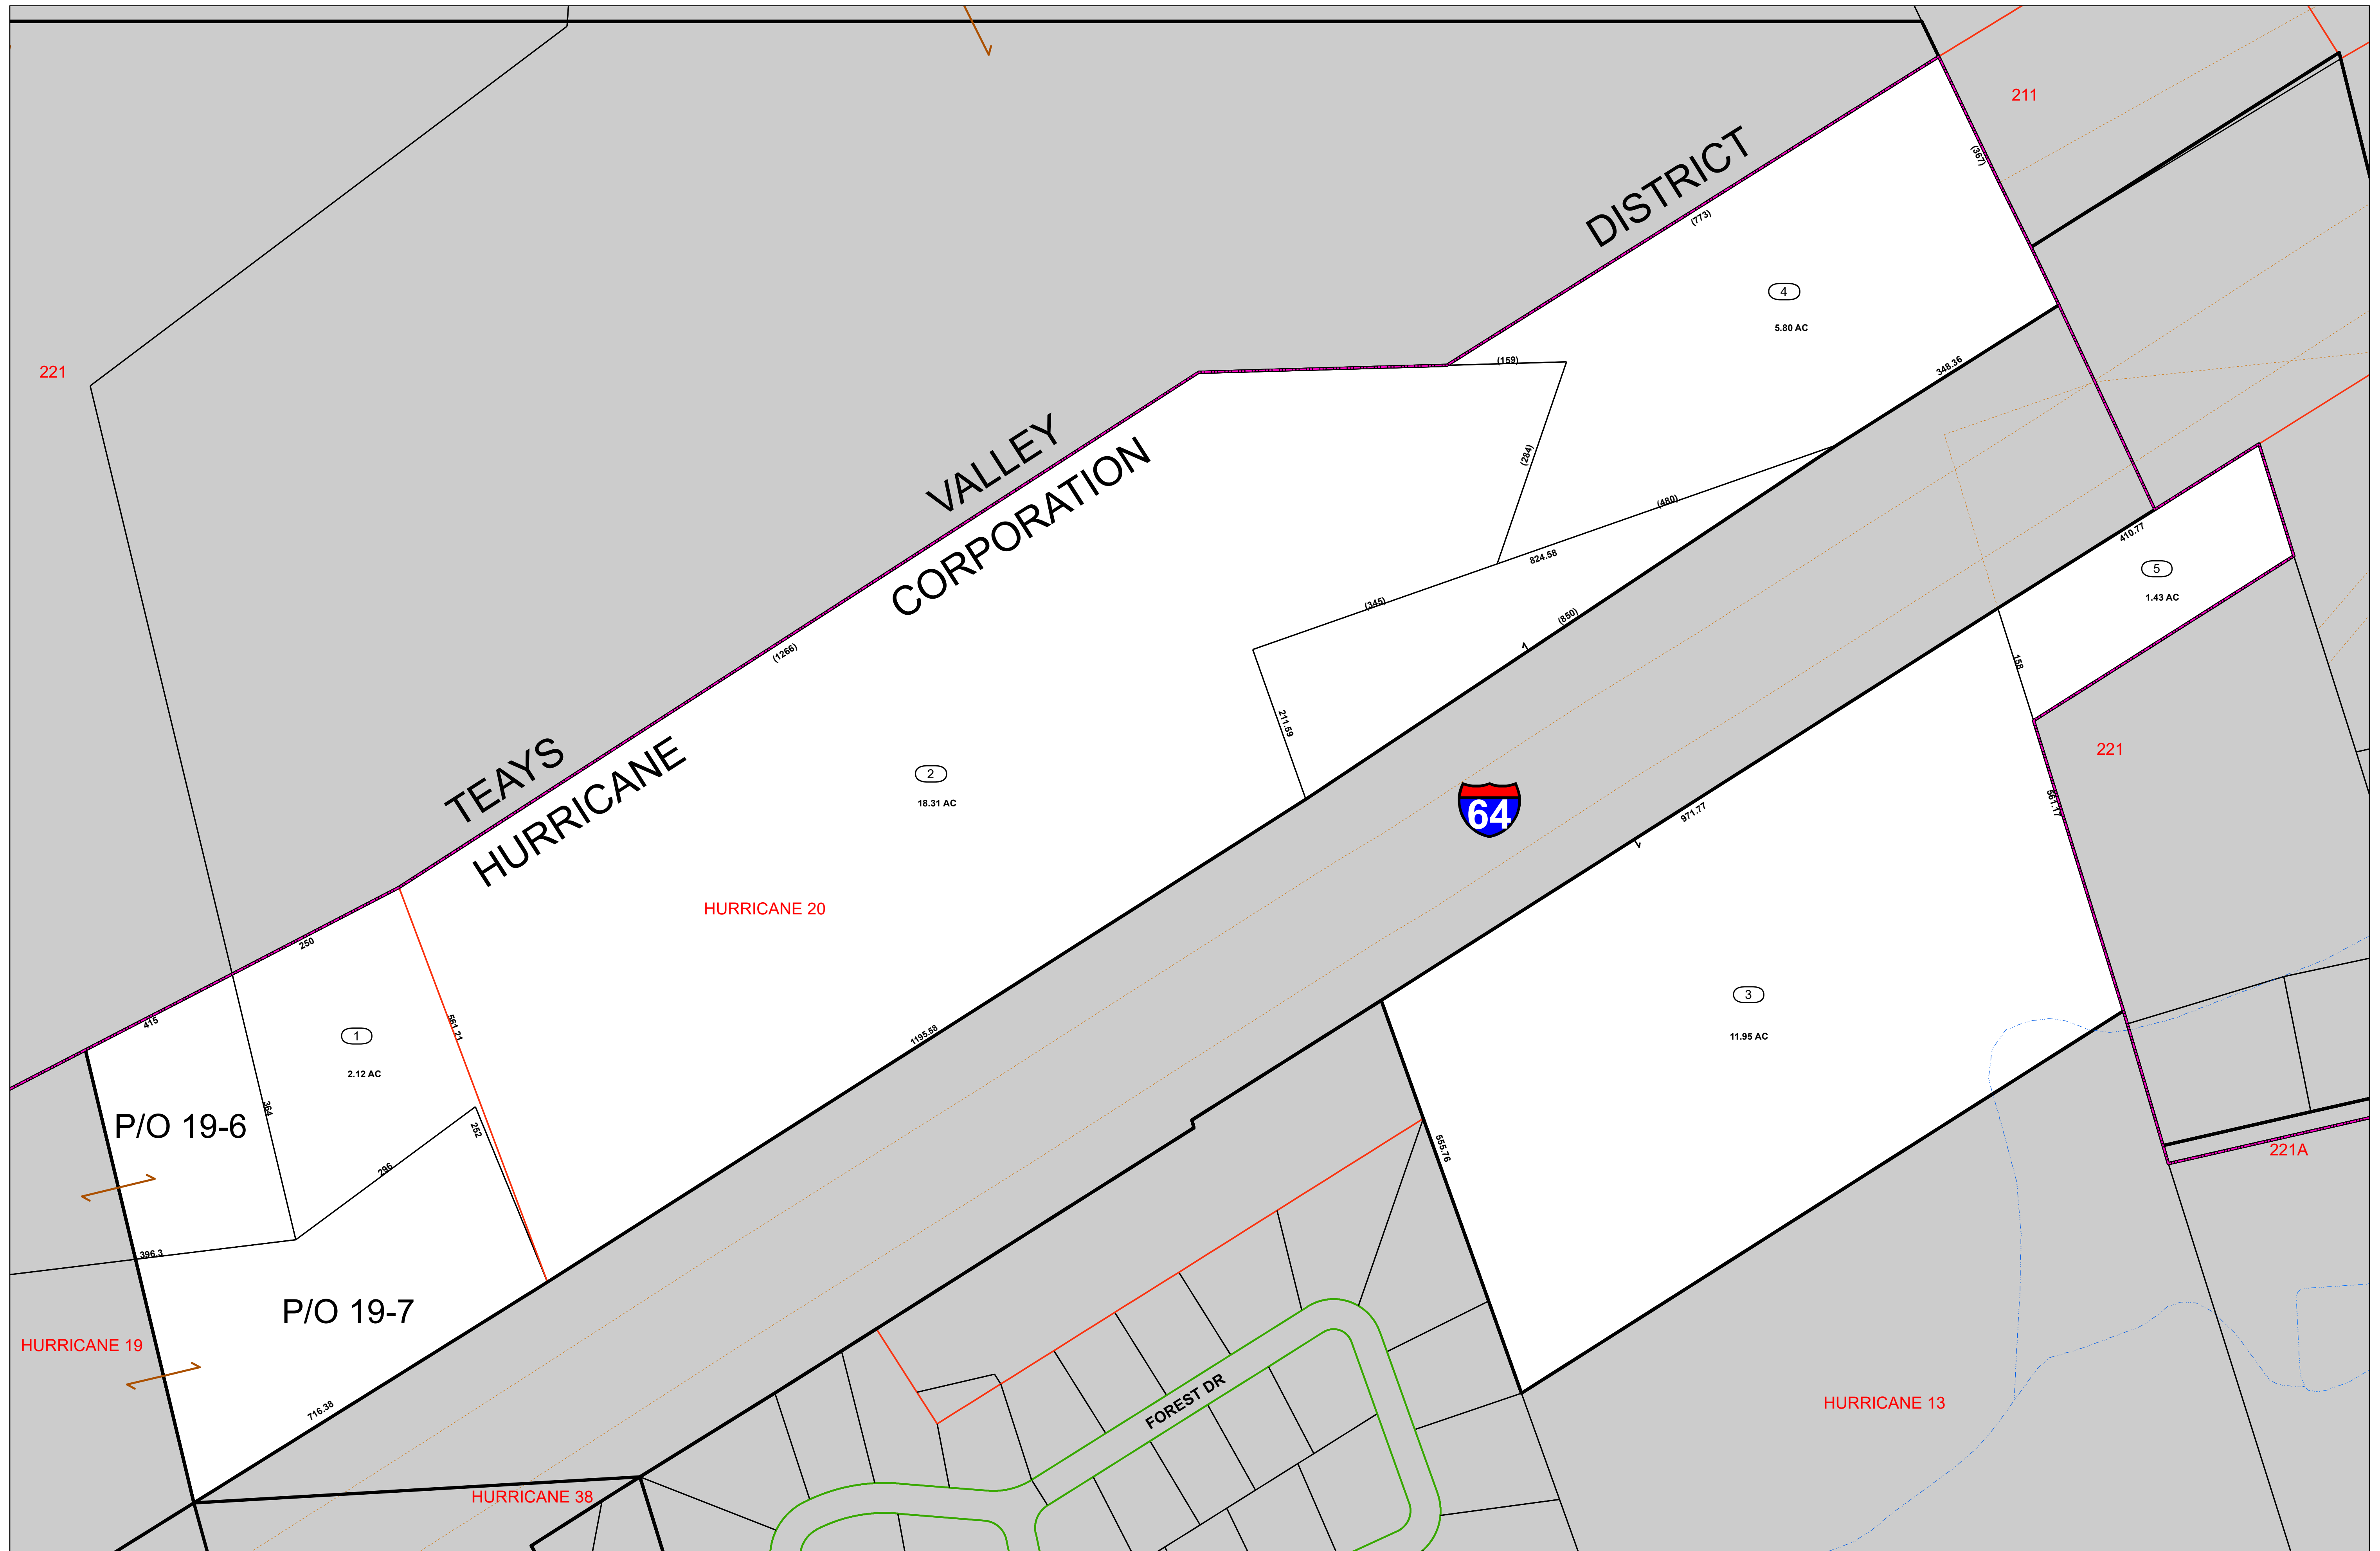 211
(367)
DISTRICT
(773)
4
5.80 AC
221
(159)
348.36
VALLEY
CORPORATION
(284)
(480)
410.77
824.58
5
1.43 AC
(345)
(850)
(1266)
158
211.59
221
TEAYS
HURRICANE
2
18.31 AC
64
971.77
561.17
HURRICANE 20
250
415
561.21
1195.58
3
11.95 AC
1
2.12 AC
364
P/O 19-6
252
555.76
221A
296
396.3
P/O 19-7
HURRICANE 19
FOREST DR
716.38
HURRICANE 13
HURRICANE 38